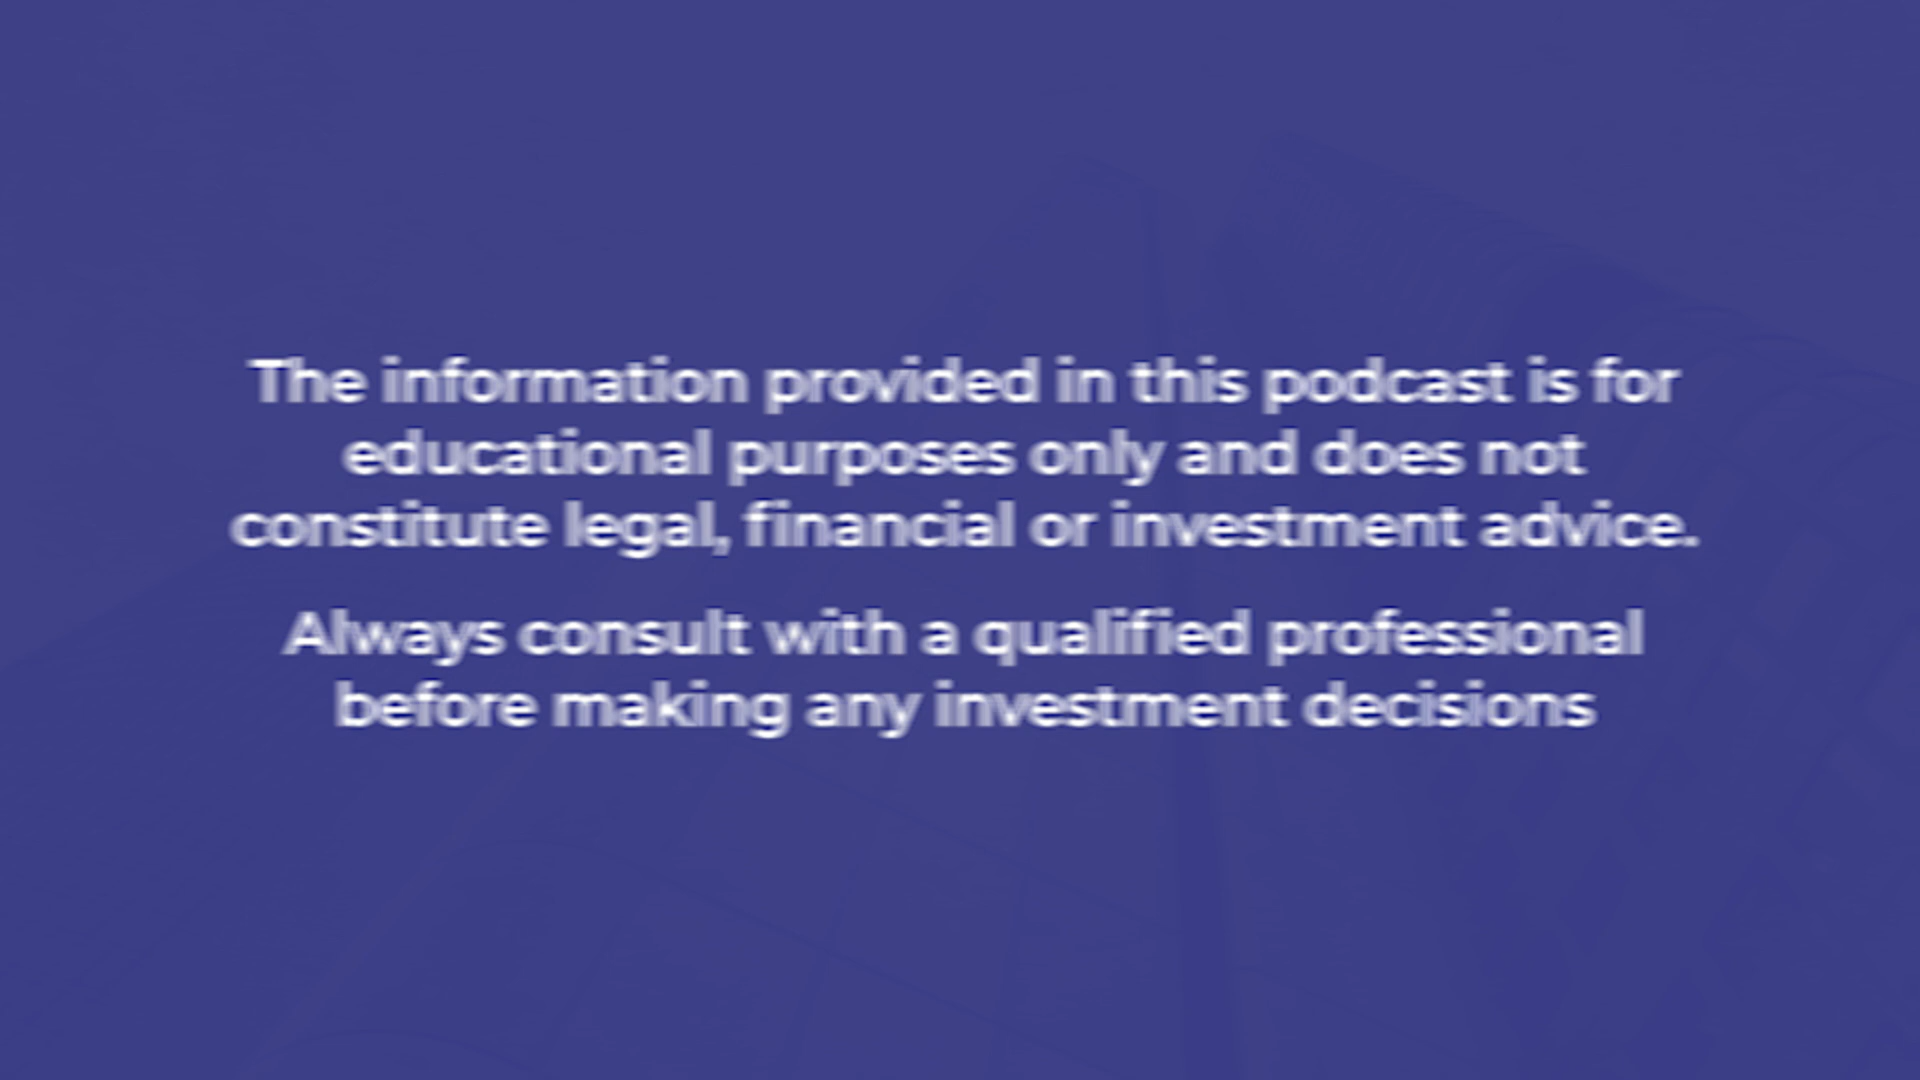 The information provided in this podcast is for
educational purposes only and does not
constitute legal, financial or investment advice.
Always consult with a qualified professional
before making any investment decisions